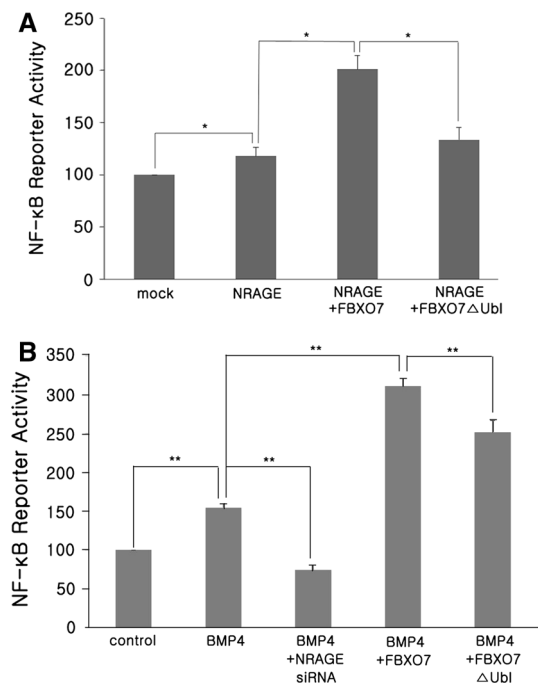 A
NF-κB Reporter Activity
250
200
150
100
50
0
*
*
*
mock
NRAGE
NRAGE
+FBXO7
NRAGE
+FBXO7△Ubl
B
NF-κB Reporter Activity
350
300
250
200
150
100
50
0
**
**
**
**
control
BMP4
BMP4
+NRAGE
siRNA
BMP4
+FBXO7
BMP4
+FBXO7
△Ubl